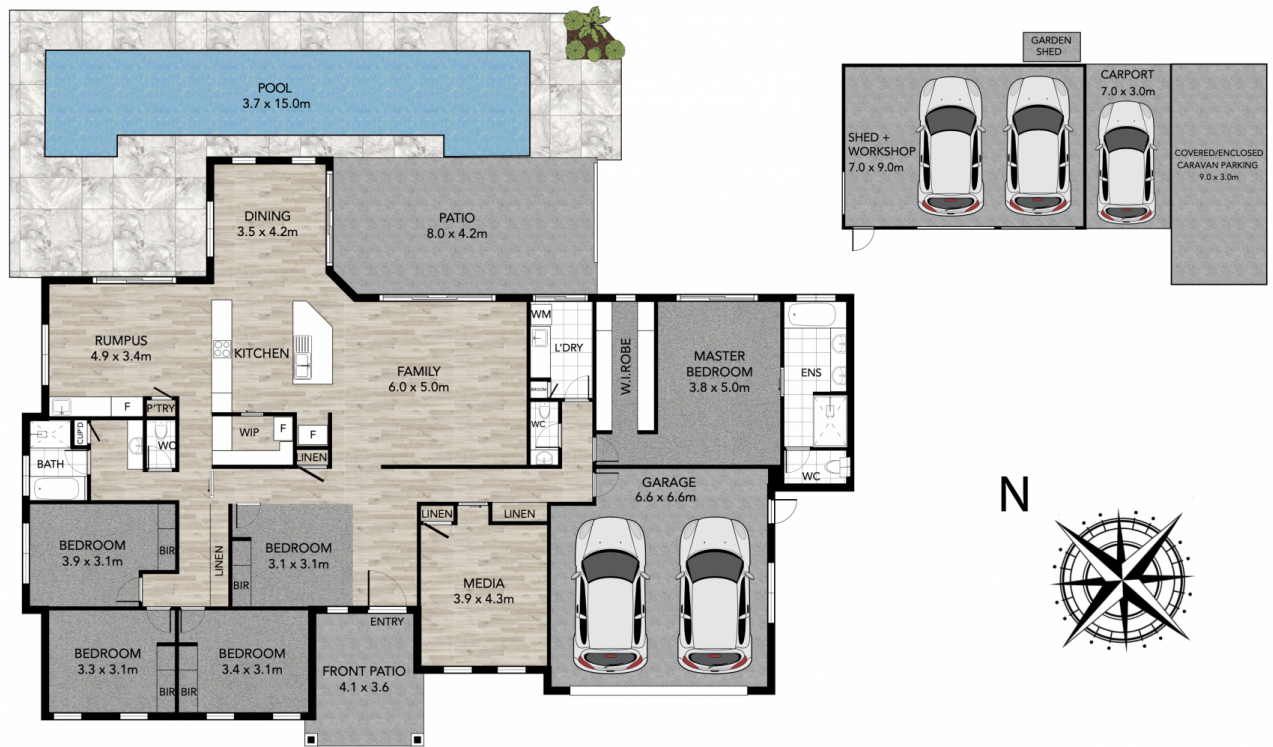 POOL
3.7 x 15.0m
GARDEN
SHED
CARPORT
7.0 x 3.0m
SHED +
WORKSHOP
7.0 x 9.0m
COVERED/ENCLOSED
CARAVAN PARKING
9.0 x 3.0m
DINING
3.5 x 4.2m
PATIO
8.0 x 4.2m
RUMPUS
4.9 x 3.4m
KITCHEN
FAMILY
6.0 x 5.0m
WM
L'DRY
BROOM
WC
W.I.ROBE
MASTER
BEDROOM
3.8 x 5.0m
ENS
WC
F
P'TRY
CUP'D
WC
BATH
WIP
F
F
LINEN
GARAGE
6.6 x 6.6m
N
BEDROOM
3.9 x 3.1m
BIR
LINEN
BEDROOM
3.1 x 3.1m
BIR
LINEN
LINEN
MEDIA
3.9 x 4.3m
ENTRY
BEDROOM
3.3 x 3.1m
BIR
BIR
BEDROOM
3.4 x 3.1m
FRONT PATIO
4.1 x 3.6